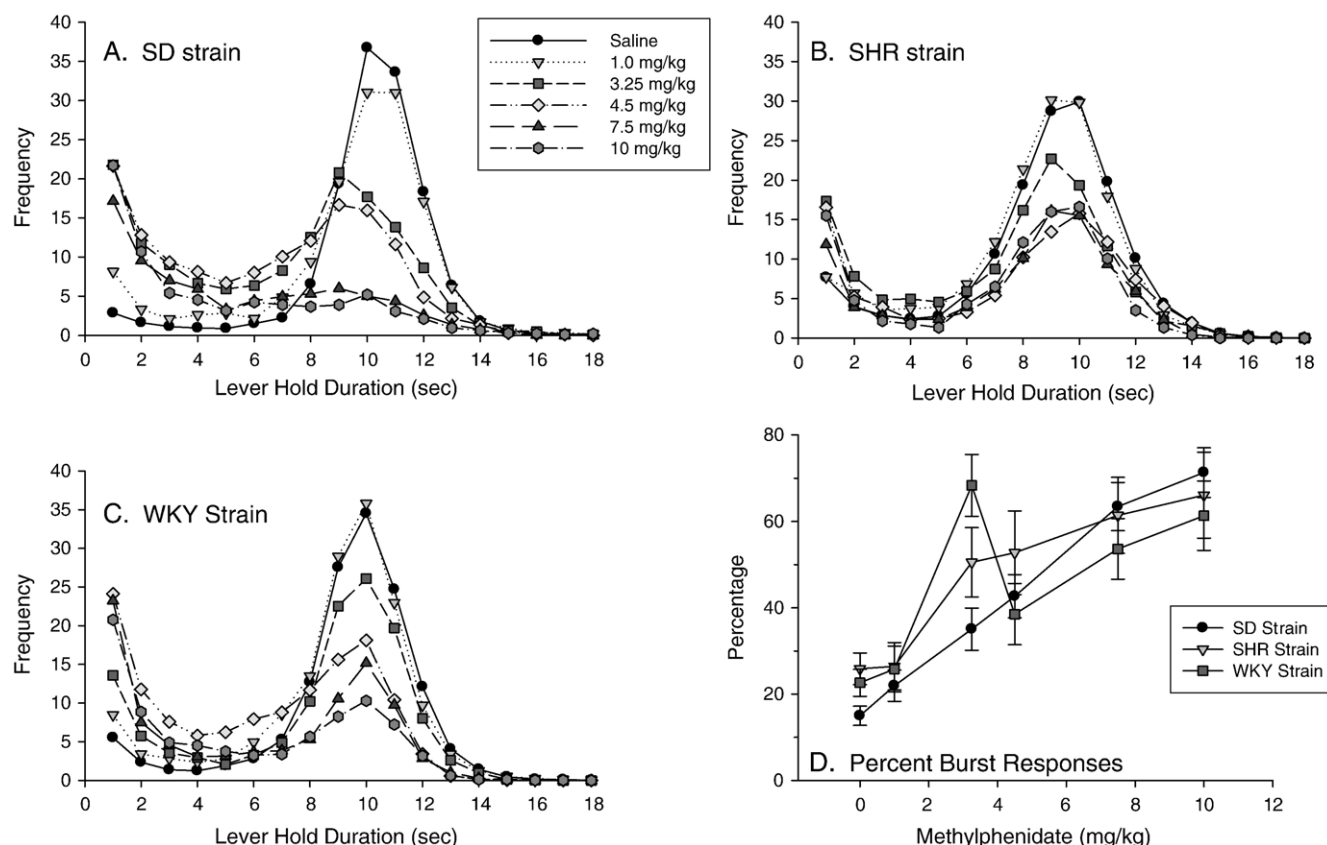 A. SD strain
Frequency
40
35
30
25
20
15
10
5
0
0 2 4 6 8 10 12 14 16 18
Lever Hold Duration (sec)
Saline
1.0 mg/kg
3.25 mg/kg
4.5 mg/kg
7.5 mg/kg
10 mg/kg
B. SHR strain
Frequency
40
35
30
25
20
15
10
5
0
0 2 4 6 8 10 12 14 16 18
Lever Hold Duration (sec)
C. WKY Strain
Frequency
40
35
30
25
20
15
10
5
0
0 2 4 6 8 10 12 14 16 18
Lever Hold Duration (sec)
Percentage
80
60
40
20
0
SD Strain
SHR Strain
WKY Strain
D. Percent Burst Responses
0 2 4 6 8 10 12
Methylphenidate (mg/kg)